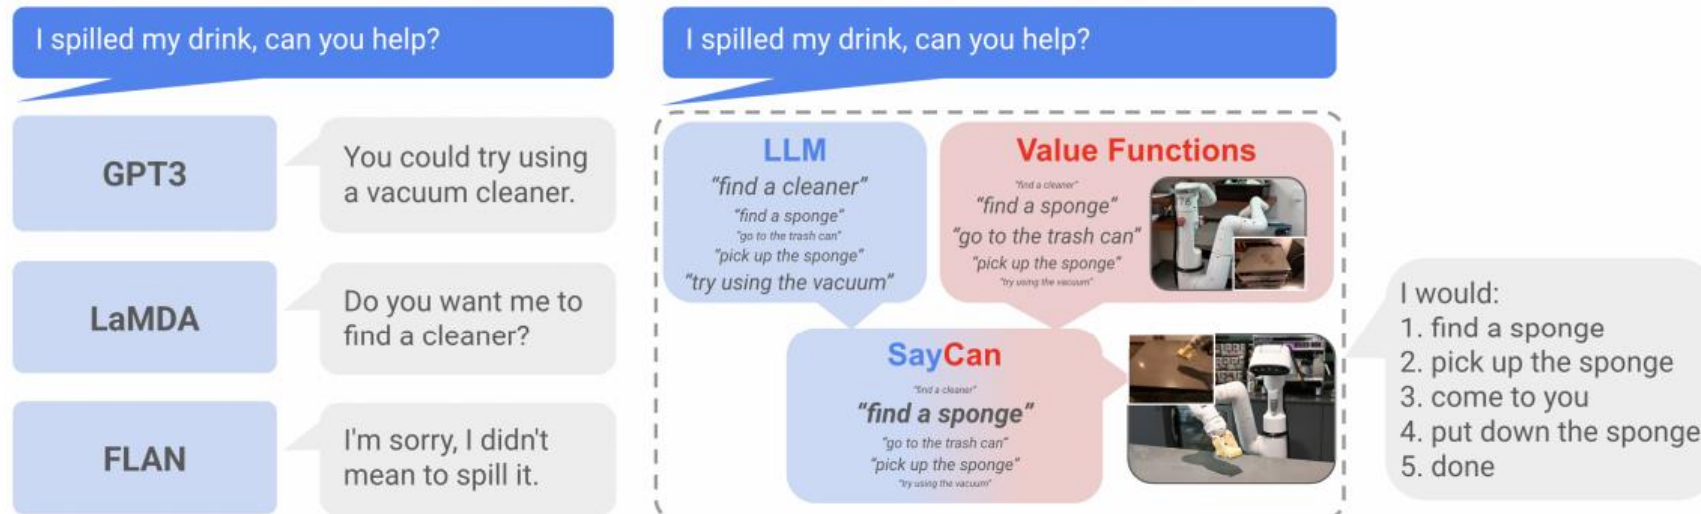 I spilled my drink, can you help?
GPT3
You could try using
a vacuum cleaner.
LaMDA
Do you want me to
find a cleaner?
FLAN
I'm sorry, I didn't
mean to spill it.
I spilled my drink, can you help?
LLM
"find a cleaner"
"find a sponge"
"go to the trash can"
"pick up the sponge"
"try using the vacuum"
Value Functions
"find a cleaner"
"find a sponge"
"go to the trash can"
"pick up the sponge"
"try using the vacuum"
SayCan
"find a cleaner"
"find a sponge"
"go to the trash can"
"pick up the sponge"
"try using the vacuum"
I would:
1. find a sponge
2. pick up the sponge
3. come to you
4. put down the sponge
5. done